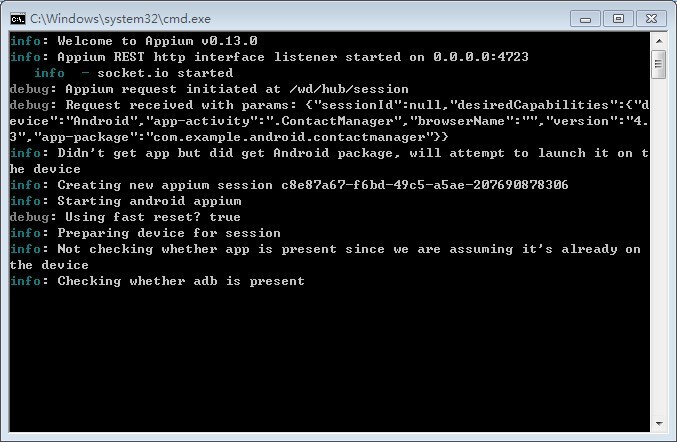 C:\Windows\system32\cmd.exe
info: Welcome to Appium v0.13.0
info: Appium REST http interface listener started on 0.0.0.0:4723
info - socket.io started
debug: Appium request initiated at /wd/hub/session
debug: Request received with params: {"sessionId":null,"desiredCapabilities":{"d
evice":"Android","app-activity":".ContactManager","browserName":"","version":"4.
3","app-package":"com.example.android.contactmanager"}}
info: Didn't get app but did get Android package, will attempt to launch it on t
he device
info: Creating new appium session c8e87a67-f6bd-49c5-a5ae-207690878306
info: Starting android appium
debug: Using fast reset? true
info: Preparing device for session
info: Not checking whether app is present since we are assuming it's already on
the device
info: Checking whether adb is present